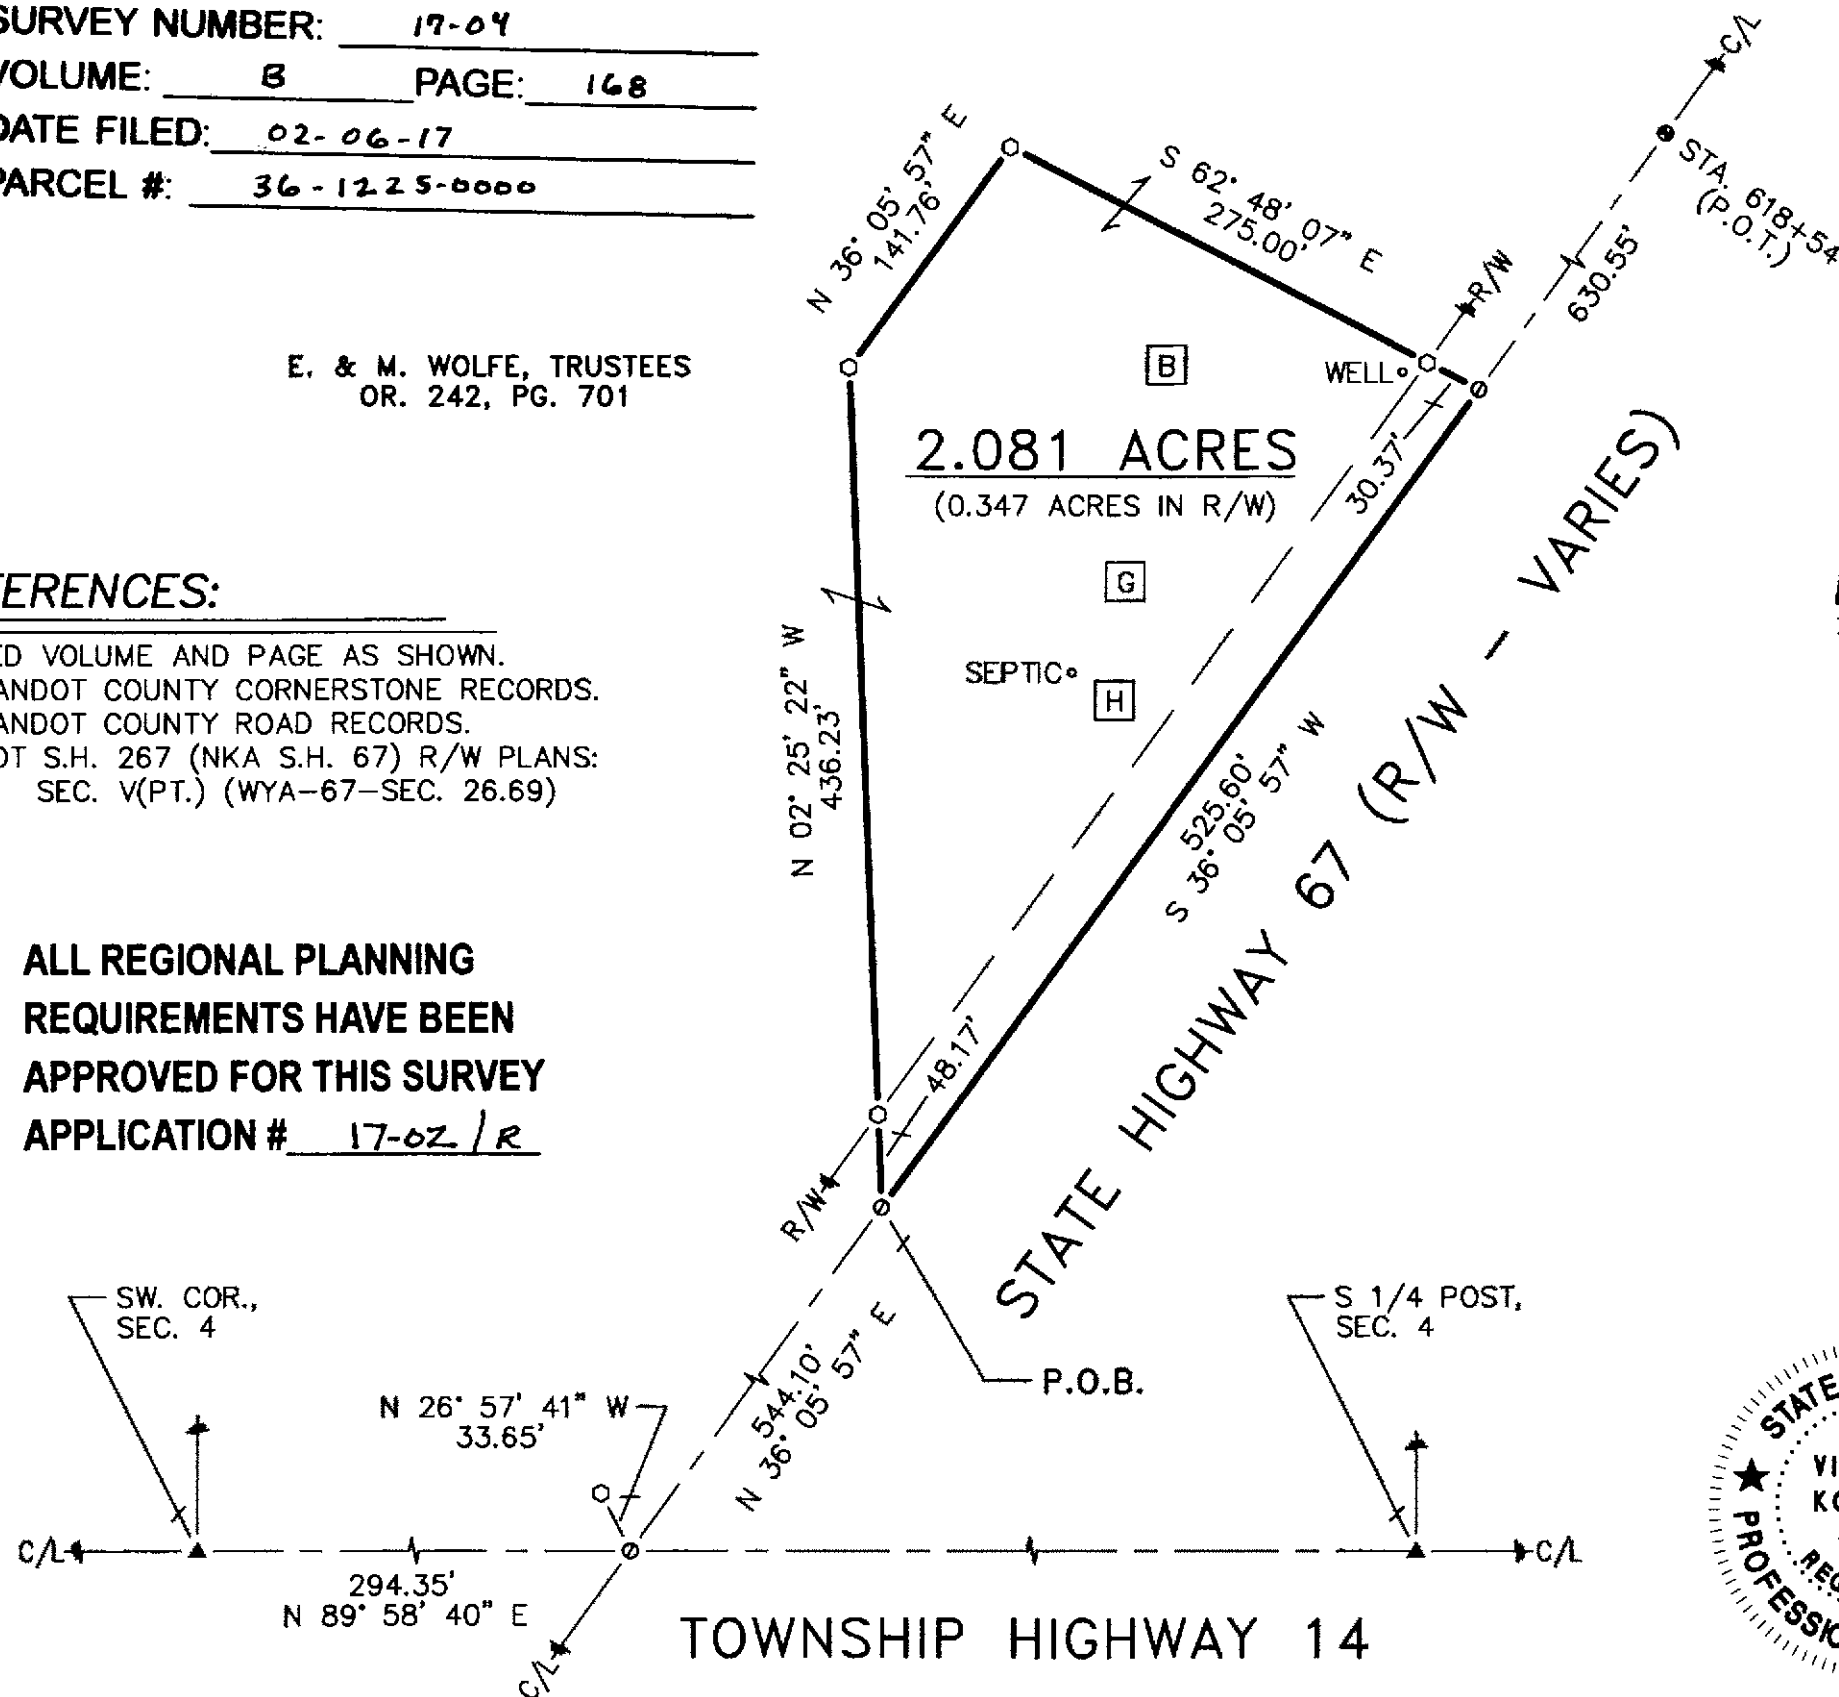 SURVEY NUMBER: 17-04
VOLUME: B PAGE: 168
DATE FILED: 02-06-17
PARCEL #: 36-1225-0000
C/L
STA. 618+54
(P.O.T.)
630.55'
N 36° 05' 57" E
141.76'
S 62° 48' 07" E
275.00'
R/W
WELL
B
E. & M. WOLFE, TRUSTEES
OR. 242, PG. 701
2.081 ACRES
(0.347 ACRES IN R/W)
30.37'
G
SEPTIC
H
N 02° 25' 22" W
436.23'
525.60'
S 36° 05' 57" W
STATE HIGHWAY 67 (R/W - VARIES)
ERENCES:
ED VOLUME AND PAGE AS SHOWN.
ANDOT COUNTY CORNERSTONE RECORDS.
ANDOT COUNTY ROAD RECORDS.
OT S.H. 267 (NKA S.H. 67) R/W PLANS:
SEC. V(PT.) (WYA-67-SEC. 26.69)
ALL REGIONAL PLANNING
REQUIREMENTS HAVE BEEN
APPROVED FOR THIS SURVEY
APPLICATION # 17-02/R
48.17'
R/W
SW. COR.,
SEC. 4
S 1/4 POST,
SEC. 4
P.O.B.
N 26° 57' 41" W
33.65'
544.10'
N 36° 05' 57" E
C/L
C/L
294.35'
N 89° 58' 40" E
C/L
TOWNSHIP HIGHWAY 14
STATE
VI
KO
REG
PROFESSIO